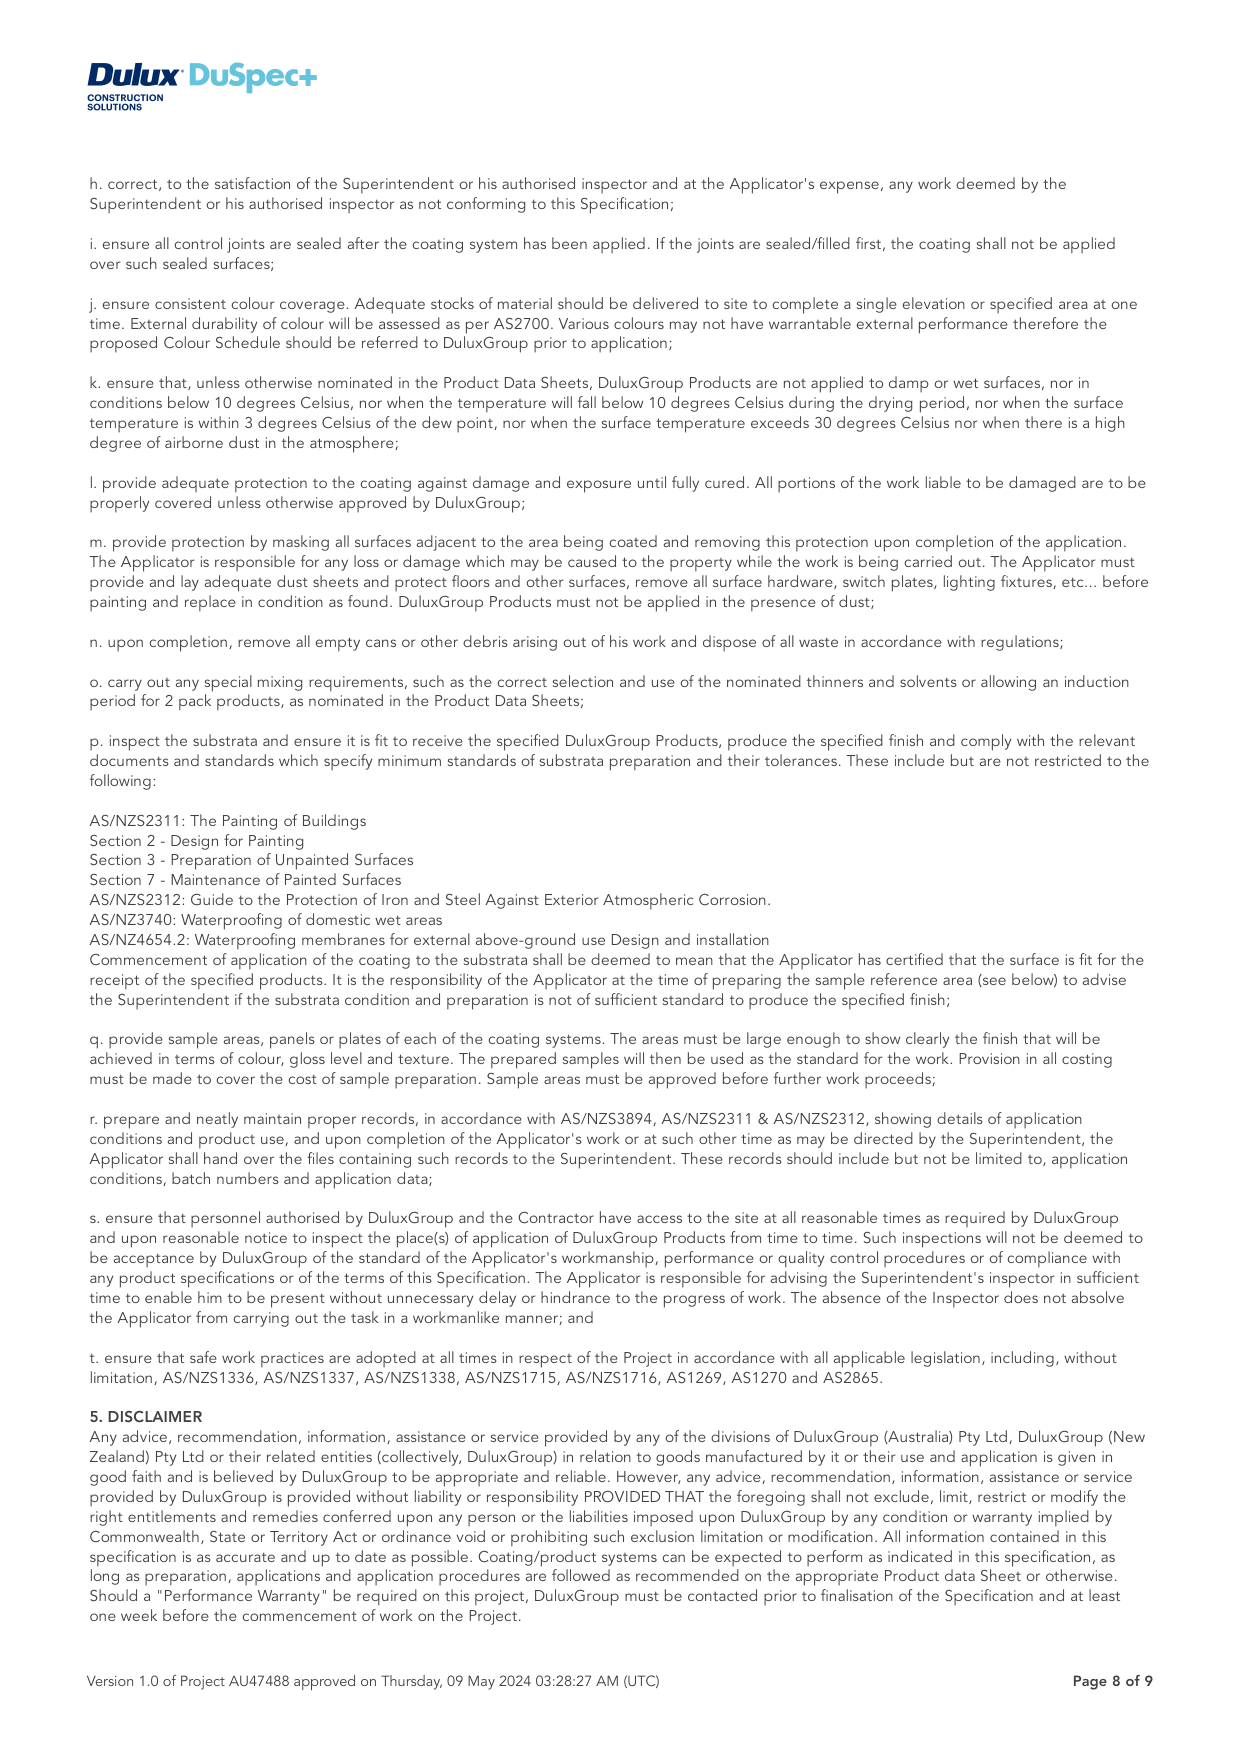 Dulux DuSpec+
CONSTRUCTION
SOLUTIONS
h. correct, to the satisfaction of the Superintendent or his authorised inspector and at the Applicator's expense, any work deemed by the
Superintendent or his authorised inspector as not conforming to this Specification;
i. ensure all control joints are sealed after the coating system has been applied. If the joints are sealed/filled first, the coating shall not be applied
over such sealed surfaces;
j. ensure consistent colour coverage. Adequate stocks of material should be delivered to site to complete a single elevation or specified area at one
time. External durability of colour will be assessed as per AS2700. Various colours may not have warrantable external performance therefore the
proposed Colour Schedule should be referred to DuluxGroup prior to application;
k. ensure that, unless otherwise nominated in the Product Data Sheets, DuluxGroup Products are not applied to damp or wet surfaces, nor in
conditions below 10 degrees Celsius, nor when the temperature will fall below 10 degrees Celsius during the drying period, nor when the surface
temperature is within 3 degrees Celsius of the dew point, nor when the surface temperature exceeds 30 degrees Celsius nor when there is a high
degree of airborne dust in the atmosphere;
l. provide adequate protection to the coating against damage and exposure until fully cured. All portions of the work liable to be damaged are to be
properly covered unless otherwise approved by DuluxGroup;
m. provide protection by masking all surfaces adjacent to the area being coated and removing this protection upon completion of the application.
The Applicator is responsible for any loss or damage which may be caused to the property while the work is being carried out. The Applicator must
provide and lay adequate dust sheets and protect floors and other surfaces, remove all surface hardware, switch plates, lighting fixtures, etc... before
painting and replace in condition as found. DuluxGroup Products must not be applied in the presence of dust;
n. upon completion, remove all empty cans or other debris arising out of his work and dispose of all waste in accordance with regulations;
o. carry out any special mixing requirements, such as the correct selection and use of the nominated thinners and solvents or allowing an induction
period for 2 pack products, as nominated in the Product Data Sheets;
p. inspect the substrata and ensure it is fit to receive the specified DuluxGroup Products, produce the specified finish and comply with the relevant
documents and standards which specify minimum standards of substrata preparation and their tolerances. These include but are not restricted to the
following:
AS/NZS2311: The Painting of Buildings
Section 2 - Design for Painting
Section 3 - Preparation of Unpainted Surfaces
Section 7 - Maintenance of Painted Surfaces
AS/NZS2312: Guide to the Protection of Iron and Steel Against Exterior Atmospheric Corrosion.
AS/NZ3740: Waterproofing of domestic wet areas
AS/NZ4654.2: Waterproofing membranes for external above-ground use Design and installation
Commencement of application of the coating to the substrata shall be deemed to mean that the Applicator has certified that the surface is fit for the
receipt of the specified products. It is the responsibility of the Applicator at the time of preparing the sample reference area (see below) to advise
the Superintendent if the substrata condition and preparation is not of sufficient standard to produce the specified finish;
q. provide sample areas, panels or plates of each of the coating systems. The areas must be large enough to show clearly the finish that will be
achieved in terms of colour, gloss level and texture. The prepared samples will then be used as the standard for the work. Provision in all costing
must be made to cover the cost of sample preparation. Sample areas must be approved before further work proceeds;
r. prepare and neatly maintain proper records, in accordance with AS/NZS3894, AS/NZS2311 & AS/NZS2312, showing details of application
conditions and product use, and upon completion of the Applicator's work or at such other time as may be directed by the Superintendent, the
Applicator shall hand over the files containing such records to the Superintendent. These records should include but not be limited to, application
conditions, batch numbers and application data;
s. ensure that personnel authorised by DuluxGroup and the Contractor have access to the site at all reasonable times as required by DuluxGroup
and upon reasonable notice to inspect the place(s) of application of DuluxGroup Products from time to time. Such inspections will not be deemed to
be acceptance by DuluxGroup of the standard of the Applicator's workmanship, performance or quality control procedures or of compliance with
any product specifications or of the terms of this Specification. The Applicator is responsible for advising the Superintendent's inspector in sufficient
time to enable him to be present without unnecessary delay or hindrance to the progress of work. The absence of the Inspector does not absolve
the Applicator from carrying out the task in a workmanlike manner; and
t. ensure that safe work practices are adopted at all times in respect of the Project in accordance with all applicable legislation, including, without
limitation, AS/NZS1336, AS/NZS1337, AS/NZS1338, AS/NZS1715, AS/NZS1716, AS1269, AS1270 and AS2865.
5. DISCLAIMER
Any advice, recommendation, information, assistance or service provided by any of the divisions of DuluxGroup (Australia) Pty Ltd, DuluxGroup (New
Zealand) Pty Ltd or their related entities (collectively, DuluxGroup) in relation to goods manufactured by it or their use and application is given in
good faith and is believed by DuluxGroup to be appropriate and reliable. However, any advice, recommendation, information, assistance or service
provided by DuluxGroup is provided without liability or responsibility PROVIDED THAT the foregoing shall not exclude, limit, restrict or modify the
right entitlements and remedies conferred upon any person or the liabilities imposed upon DuluxGroup by any condition or warranty implied by
Commonwealth, State or Territory Act or ordinance void or prohibiting such exclusion limitation or modification. All information contained in this
specification is as accurate and up to date as possible. Coating/product systems can be expected to perform as indicated in this specification, as
long as preparation, applications and application procedures are followed as recommended on the appropriate Product data Sheet or otherwise.
Should a "Performance Warranty" be required on this project, DuluxGroup must be contacted prior to finalisation of the Specification and at least
one week before the commencement of work on the Project.
Version 1.0 of Project AU47488 approved on Thursday, 09 May 2024 03:28:27 AM (UTC)
Page 8 of 9